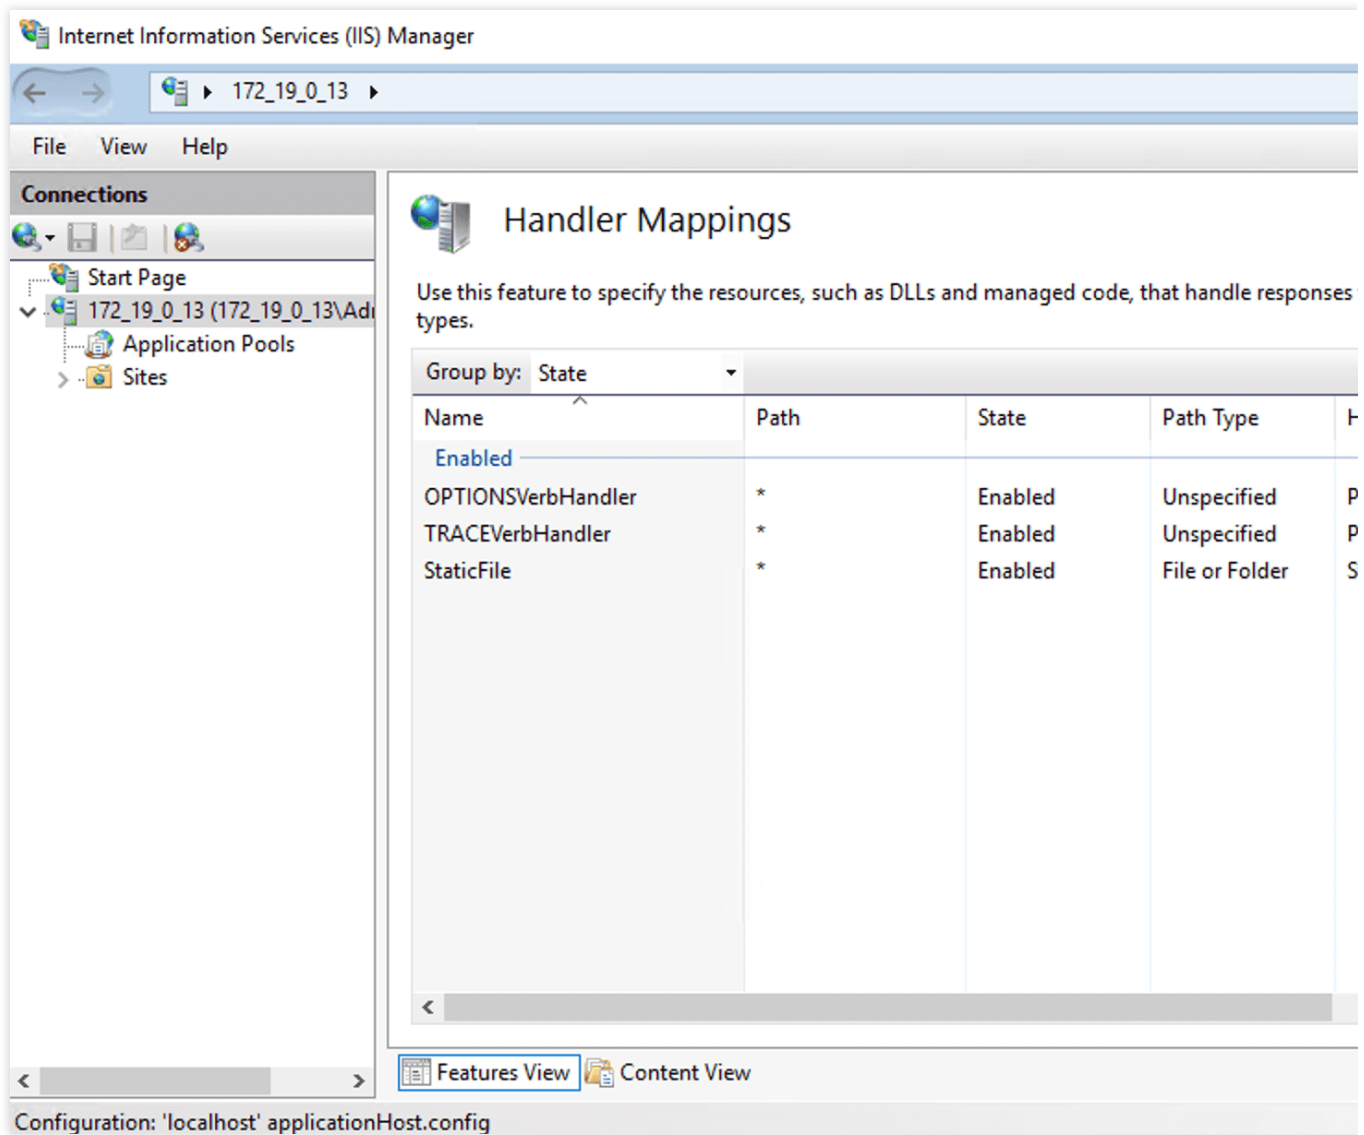 Internet Information Services (IIS) Manager
172_19_0_13
File View Help
Connections
Start Page
172_19_0_13 (172_19_0_13\Ad
Application Pools
Sites
Handler Mappings
Use this feature to specify the resources, such as DLLs and managed code, that handle responses
types.
Group by: State
Name Path State Path Type H
Enabled
OPTIONSVerbHandler * Enabled Unspecified P
TRACEVerbHandler * Enabled Unspecified P
StaticFile * Enabled File or Folder S
Features View Content View
Configuration: 'localhost' applicationHost.config